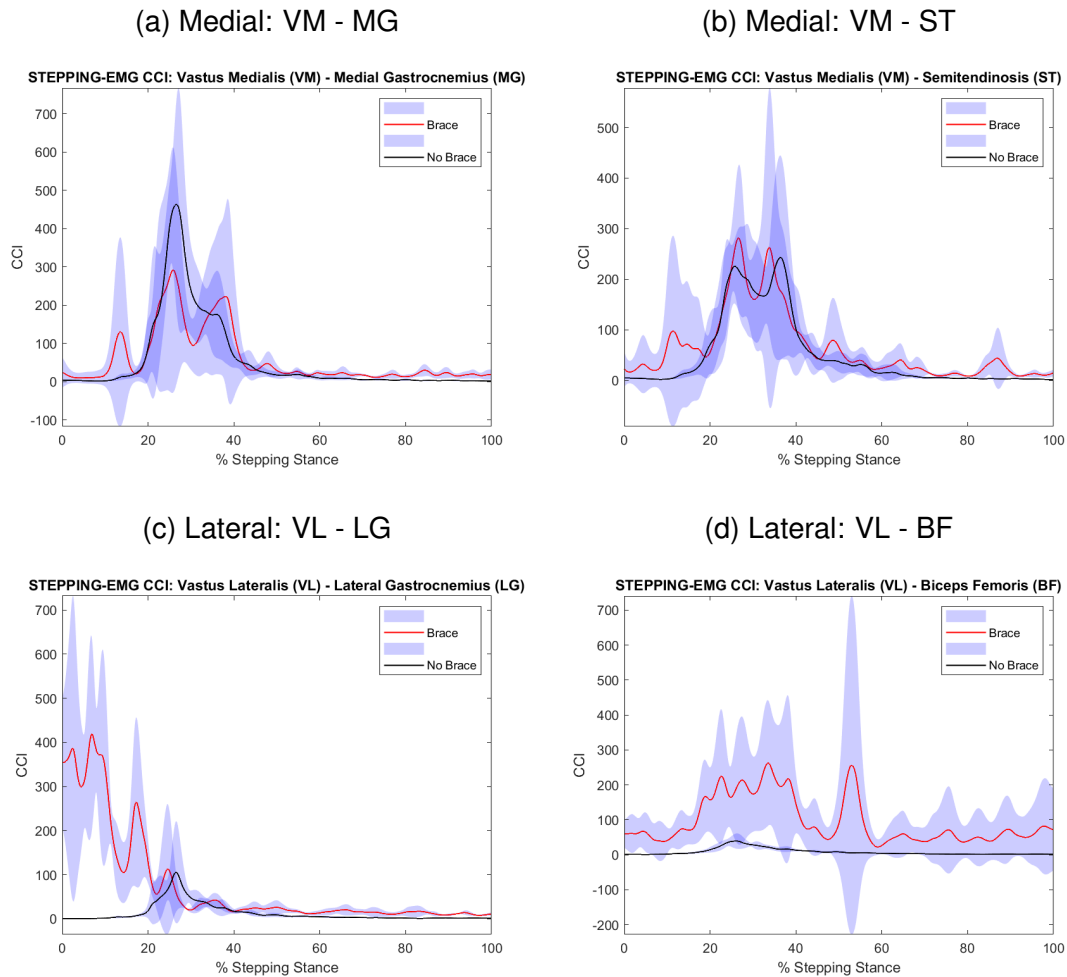 (a) Medial: VM - MG
(b) Medial: VM - ST
STEPPING-EMG CCI: Vastus Medialis (VM) - Medial Gastrocnemius (MG)
700
600
500
400
300
200
100
0
-100
CCI
0 20 40 60 80 100
% Stepping Stance
Brace
No Brace
STEPPING-EMG CCI: Vastus Medialis (VM) - Semitendinosis (ST)
500
400
300
200
100
0
CCI
0 20 40 60 80 100
% Stepping Stance
Brace
No Brace
(c) Lateral: VL - LG
(d) Lateral: VL - BF
STEPPING-EMG CCI: Vastus Lateralis (VL) - Lateral Gastrocnemius (LG)
700
600
500
400
300
200
100
0
CCI
0 20 40 60 80 100
% Stepping Stance
Brace
No Brace
STEPPING-EMG CCI: Vastus Lateralis (VL) - Biceps Femoris (BF)
700
600
500
400
300
200
100
0
-100
-200
CCI
0 20 40 60 80 100
% Stepping Stance
Brace
No Brace